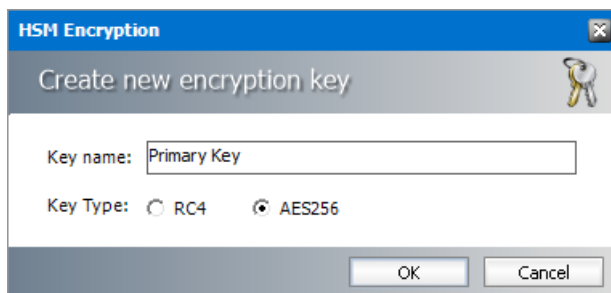 HSM Encryption
Create new encryption key
Key name: Primary Key
Key Type: RC4 AES256
OK Cancel